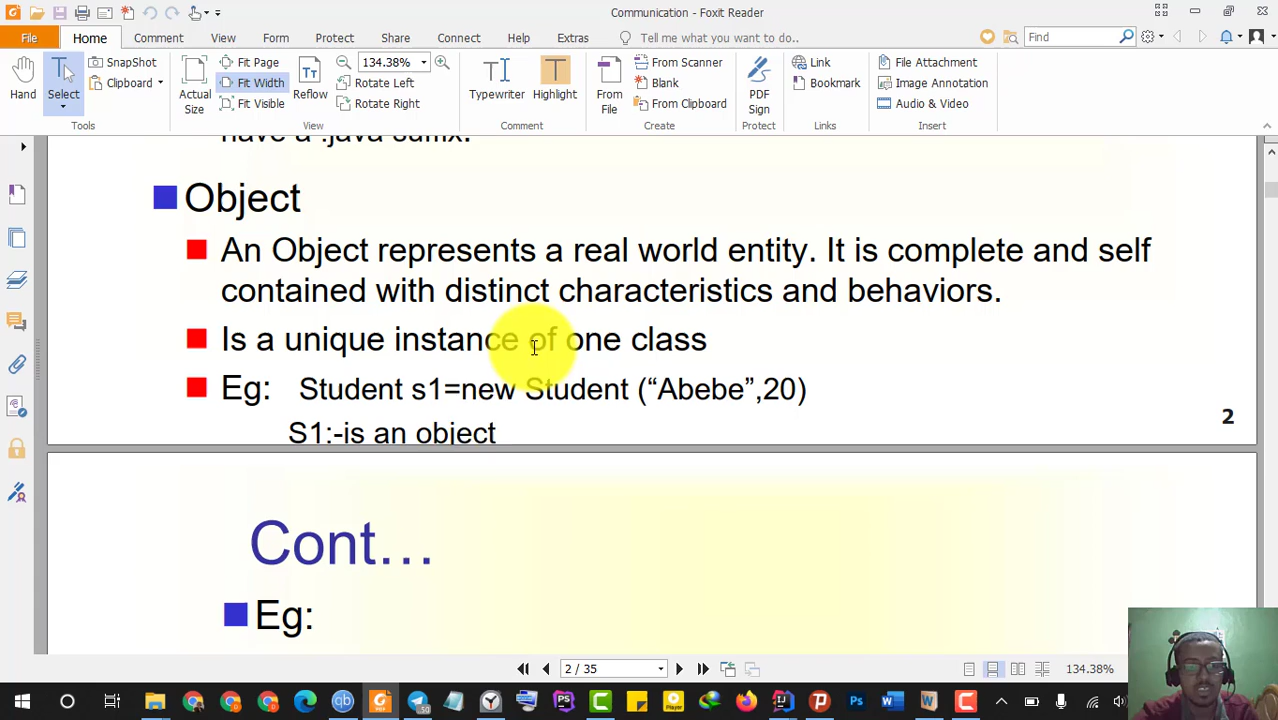 Communication - Foxit Reader
File Home Comment View Form Protect Share Connect Help Extras Tell me what you want to do... Find
Hand
Select
SnapShot
Clipboard
Tools
Actual
Size
Fit Page
Fit Width
Fit Visible
Reflow
134.38%
Rotate Left
Rotate Right
View
Typewriter
Highlight
Comment
From
File
From Scanner
Blank
From Clipboard
Create
PDF
Sign
Protect
Link
Bookmark
Links
File Attachment
Image Annotation
Audio & Video
Insert
have a .java suffix.
Object
An Object represents a real world entity. It is complete and self
contained with distinct characteristics and behaviors.
Is a unique instance of one class
Eg: Student s1=new Student (“Abebe”,20)
S1:-is an object
2
Cont…
Eg:
2 / 35
134.38%